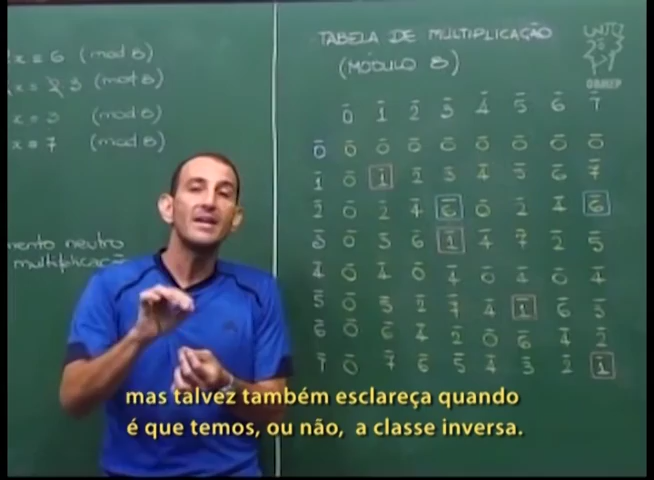 x ≡ 6 (mod 8)
x ≡ 3 (mod 8)
x ≡ 3 (mod 8)
x ≡ 7 (mod 8)
mento neutro
multiplicaçã
TABELA DE MULTIPLICAÇÃO
(MÓDULO 8)
OBMEP
0̄ 1̄ 2̄ 3̄ 4̄ 5̄ 6̄ 7̄
0̄ 0̄ 0̄ 0̄ 0̄ 0̄ 0̄ 0̄ 0̄
1̄ 0̄ 1̄ 2̄ 3̄ 4̄ 5̄ 6̄ 7̄
2̄ 0̄ 2̄ 4̄ 6̄ 0̄ 2̄ 4̄ 6̄
3̄ 0̄ 3̄ 6̄ 1̄ 4̄ 7̄ 2̄ 5̄
4̄ 0̄ 4̄ 0̄ 4̄ 0̄ 4̄ 0̄ 4̄
5̄ 0̄ 5̄ 2̄ 7̄ 4̄ 1̄ 6̄ 3̄
6̄ 0̄ 6̄ 4̄ 2̄ 0̄ 6̄ 4̄ 2̄
7̄ 0̄ 7̄ 6̄ 5̄ 4̄ 3̄ 2̄ 1̄
mas talvez também esclareça quando
é que temos, ou não, a classe inversa.